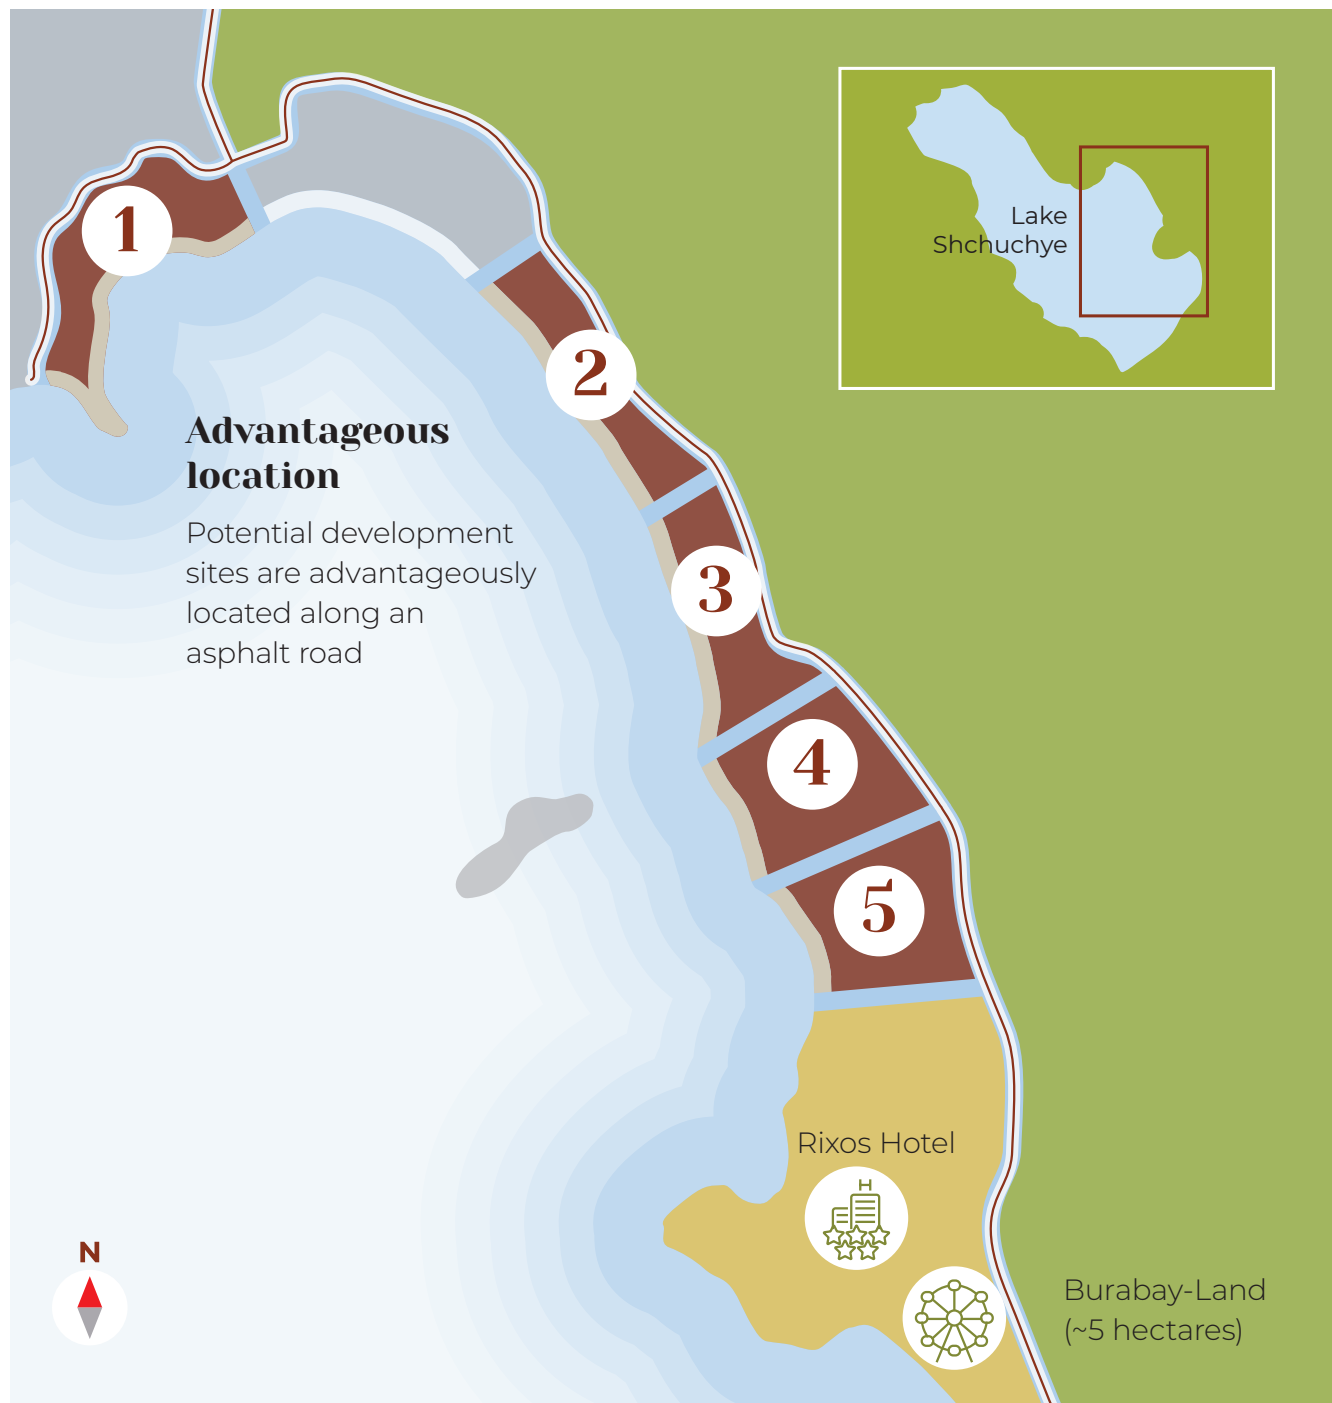 1
Lake
Shchuchye
2
Advantageous
location
Potential development
sites are advantageously
located along an
asphalt road
3
4
5
Rixos Hotel
H
N
Burabay-Land
(~5 hectares)